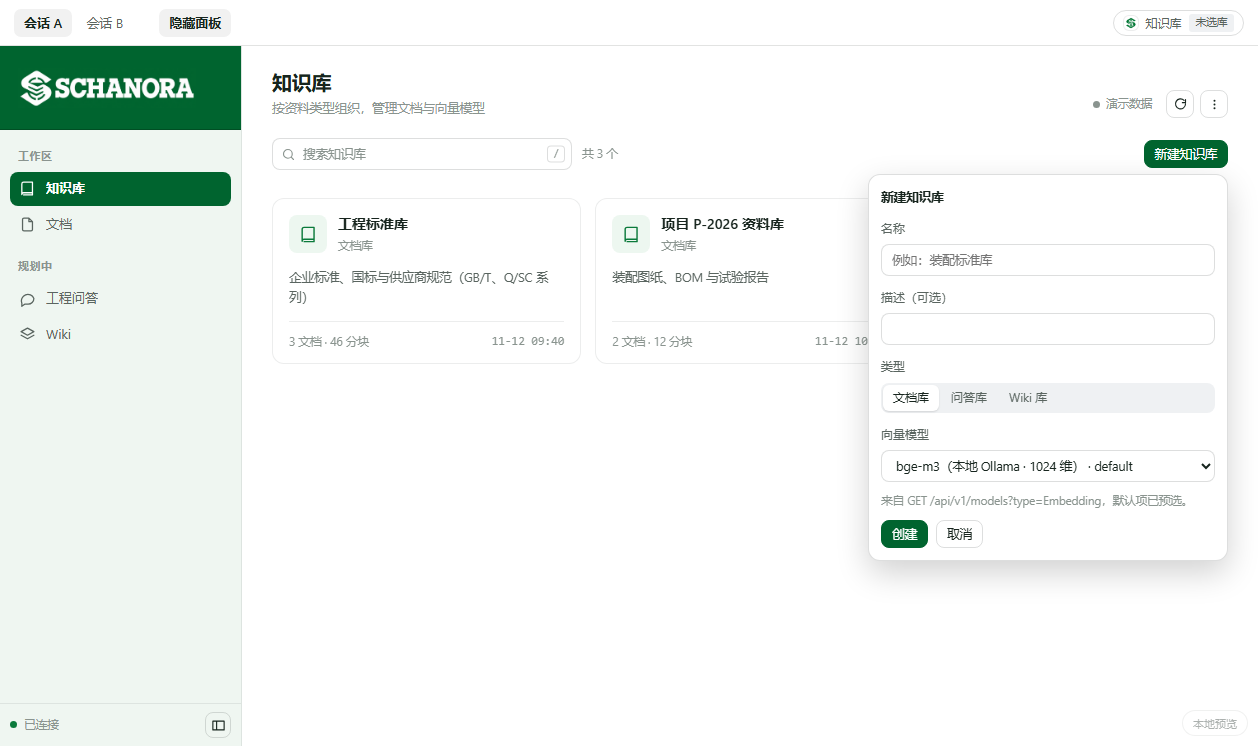 会话 A
会话 B
隐藏面板
知识库
未选库
SCHANORA
工作区
知识库
文档
规划中
工程问答
Wiki
已连接
知识库
按资料类型组织，管理文档与向量模型
演示数据
搜索知识库
/
共 3 个
新建知识库
工程标准库
文档库
企业标准、国标与供应商规范（GB/T、Q/SC 系
列）
3 文档 · 46 分块
11-12 09:40
项目 P-2026 资料库
文档库
装配图纸、BOM 与试验报告
2 文档 · 12 分块
11-12 10
新建知识库
名称
例如：装配标准库
描述（可选）
类型
文档库
问答库
Wiki 库
向量模型
bge-m3（本地 Ollama · 1024 维） · default
来自 GET /api/v1/models?type=Embedding，默认项已预选。
创建
取消
本地预览